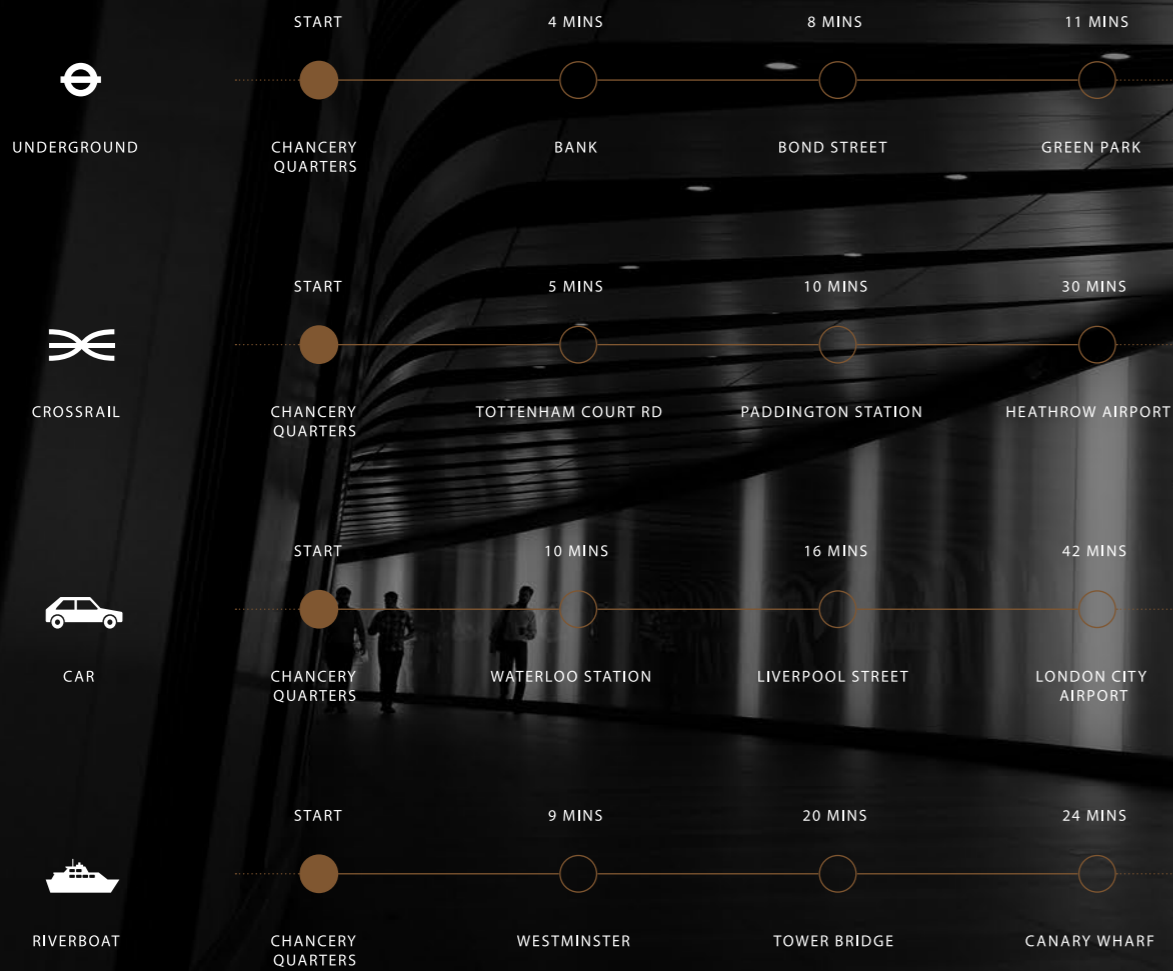 START 4 MINS 8 MINS 11 MINS
UNDERGROUND CHANCERY BANK BOND STREET GREEN PARK
QUARTERS
START 5 MINS 10 MINS 30 MINS
CROSSRAIL CHANCERY TOTTENHAM COURT RD PADDINGTON STATION HEATHROW AIRPORT
QUARTERS
START 10 MINS 16 MINS 42 MINS
CAR CHANCERY WATERLOO STATION LIVERPOOL STREET LONDON CITY
QUARTERS AIRPORT
START 9 MINS 20 MINS 24 MINS
RIVERBOAT CHANCERY WESTMINSTER TOWER BRIDGE CANARY WHARF
QUARTERS